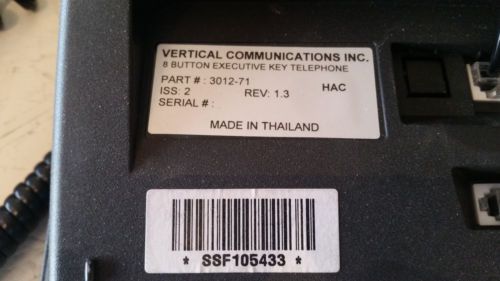 VERTICAL COMMUNICATIONS INC.
8 BUTTON EXECUTIVE KEY TELEPHONE
PART # : 3012-71
ISS: 2 REV: 1.3 HAC
SERIAL # :
MADE IN THAILAND
* SSF105433 *